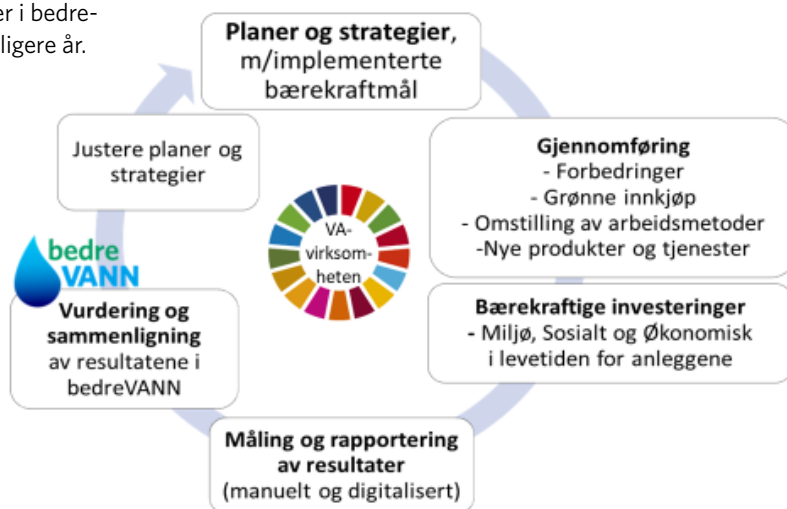 er i bedre-
ligere år.
Planer og strategier,
m/implementerte
bærekraftmål
Gjennomføring
- Forbedringer
- Grønne innkjøp
- Omstilling av arbeidsmetoder
-Nye produkter og tjenester
Bærekraftige investeringer
- Miljø, Sosialt og Økonomisk
i levetiden for anleggene
Måling og rapportering
av resultater
(manuelt og digitalisert)
bedre
VANN
Vurdering og
sammenligning
av resultatene i
bedreVANN
Justere planer og
strategier
VA-
virksom-
heten